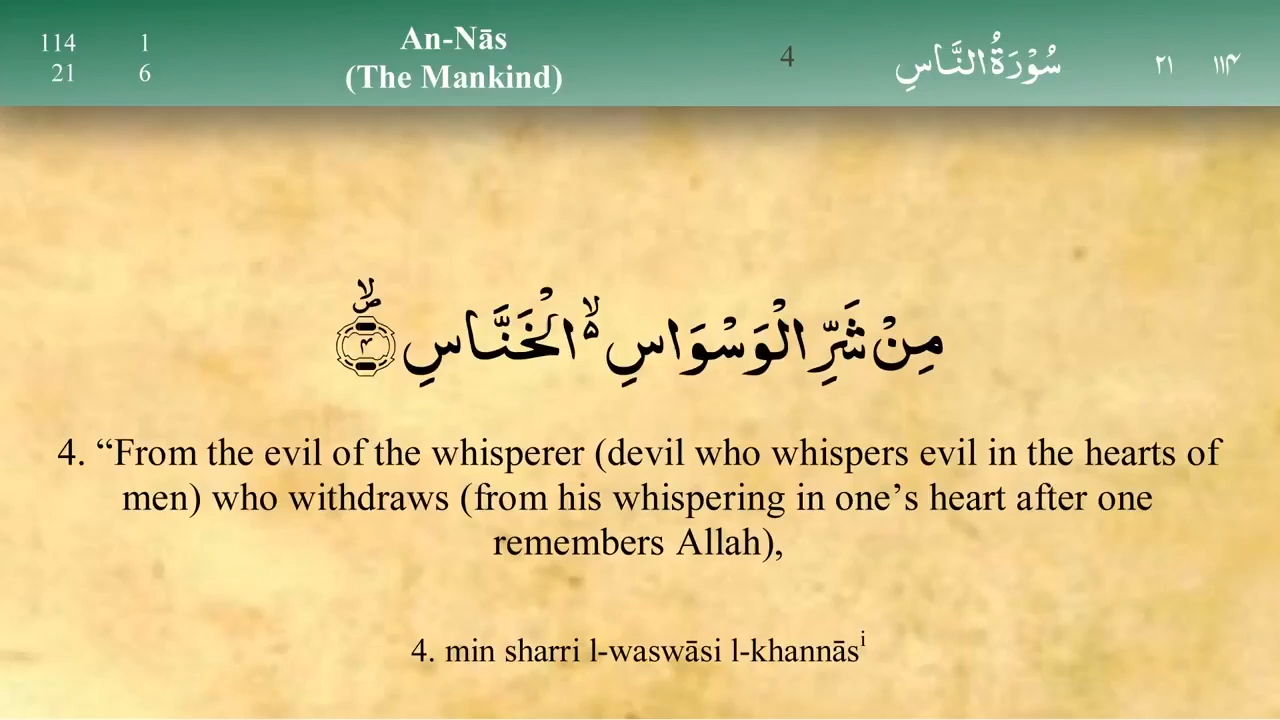 114 1 An-Nās 4 سُوْرَةُ النَّاسِ ٢١ ١١۴
21 6 (The Mankind)
مِنْ شَرِّ الْوَسْوَاسِ ۙ۬ الْخَنَّاسِ ۪ۙ ۴
4. “From the evil of the whisperer (devil who whispers evil in the hearts of
men) who withdraws (from his whispering in one’s heart after one
remembers Allah),
4. min sharri l-waswāsi l-khannāsi